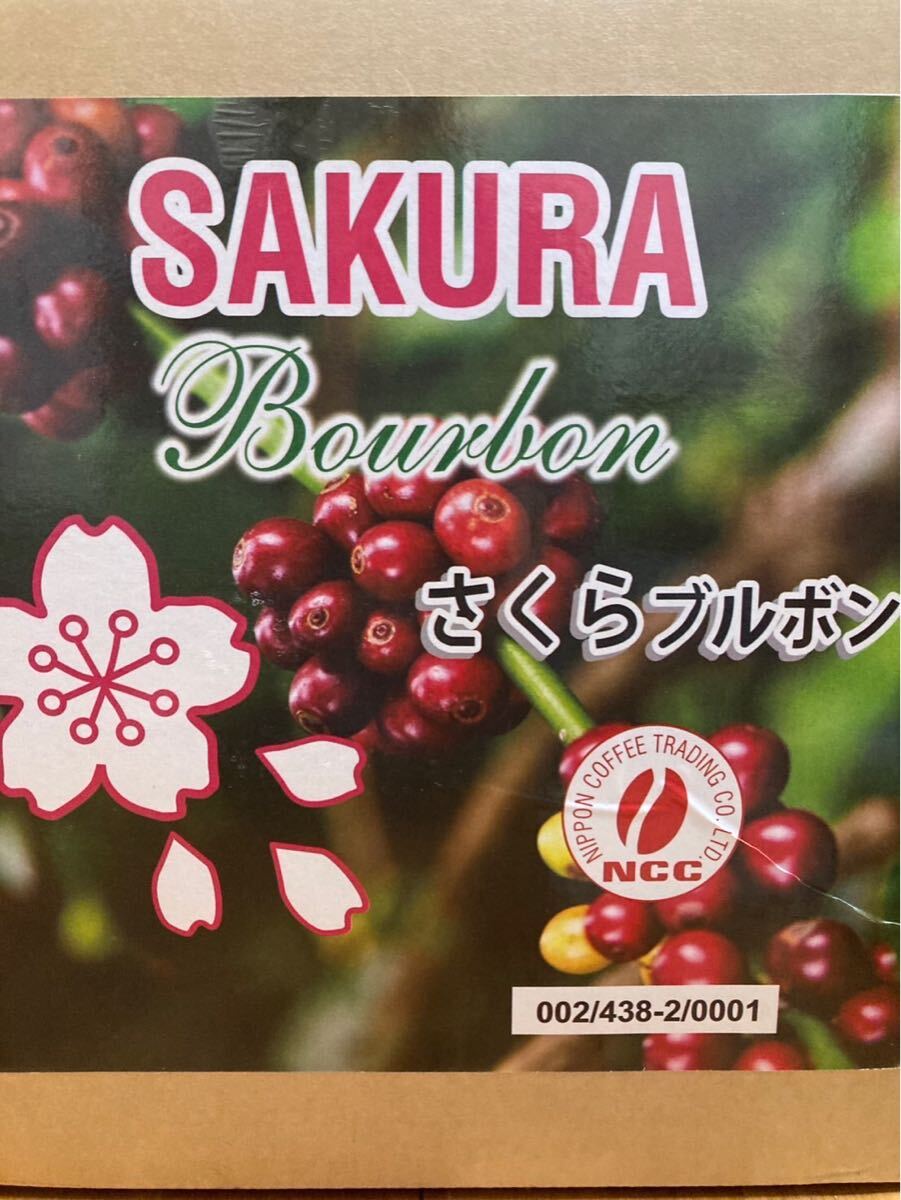 SAKURA
Bourbon
さくらブルボン
NIPPON COFFEE TRADING CO.,LTD.
NCC
002/438-2/0001